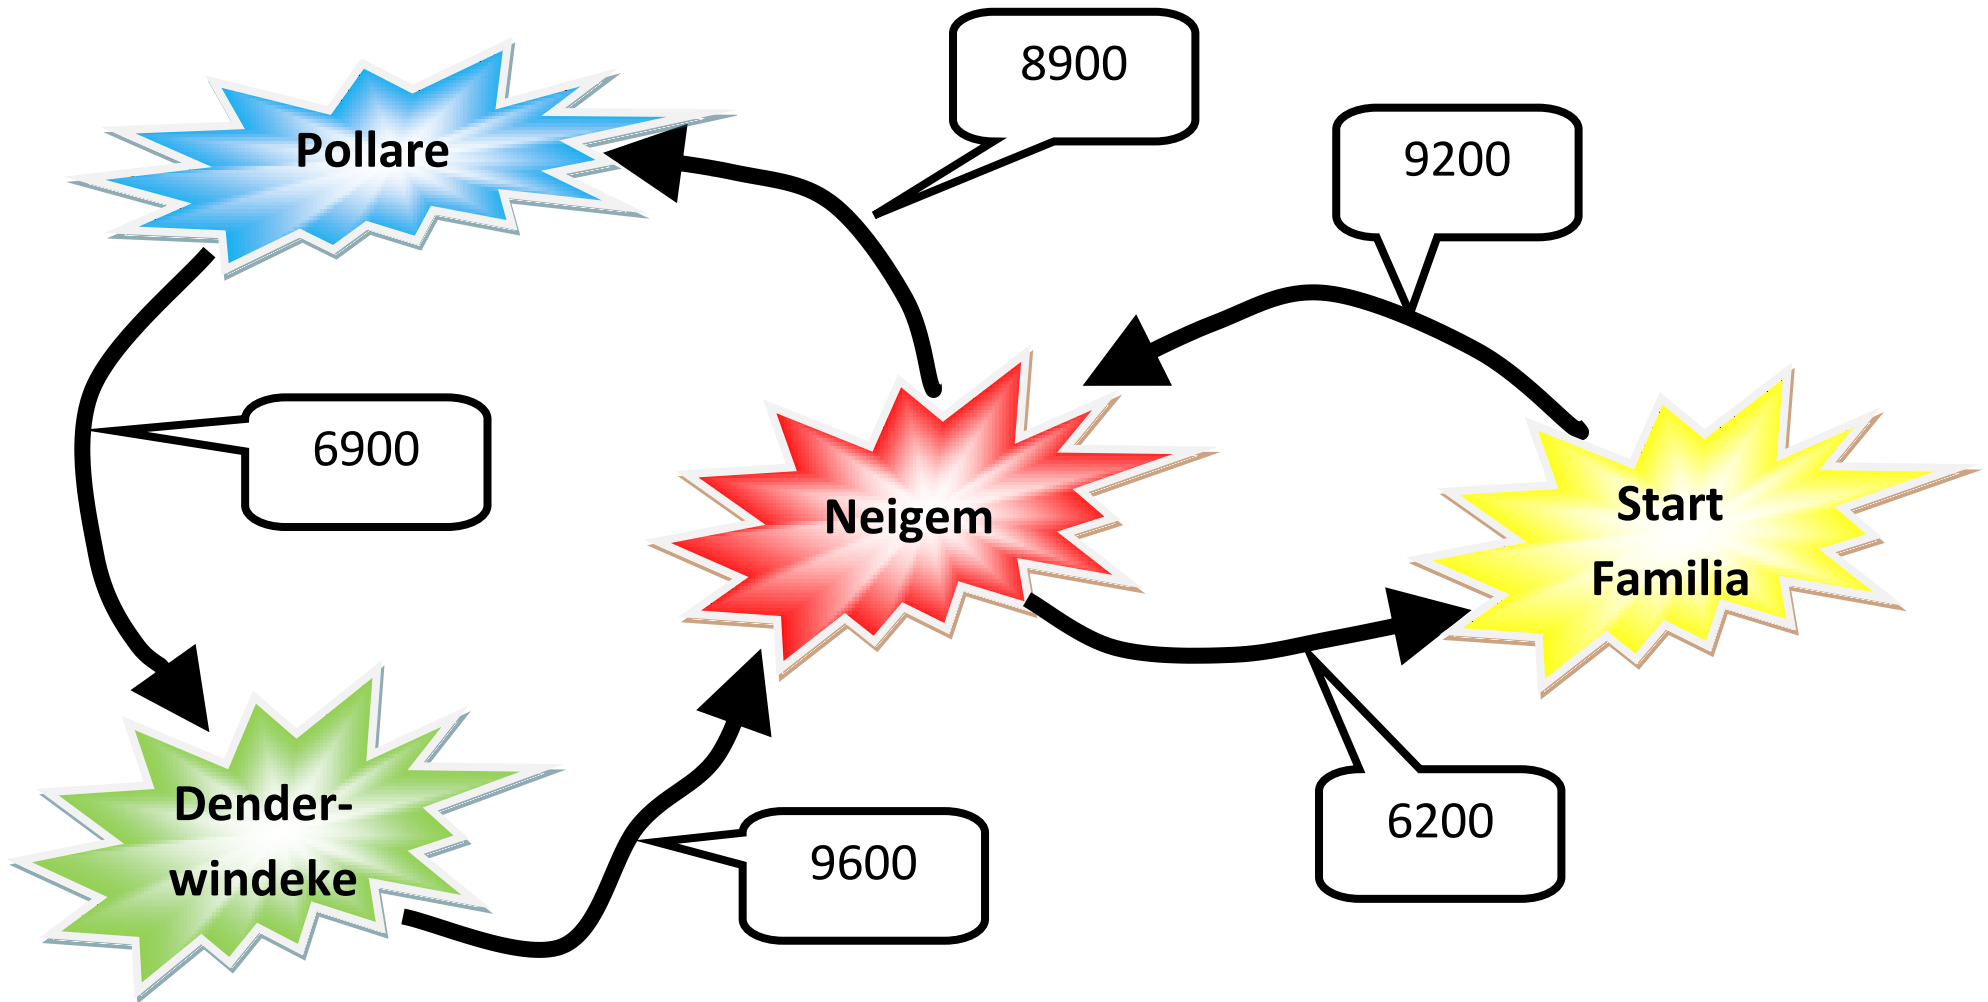 8900
Pollare
9200
6900
Neigem
Start
Familia
Dender-
windeke
9600
6200